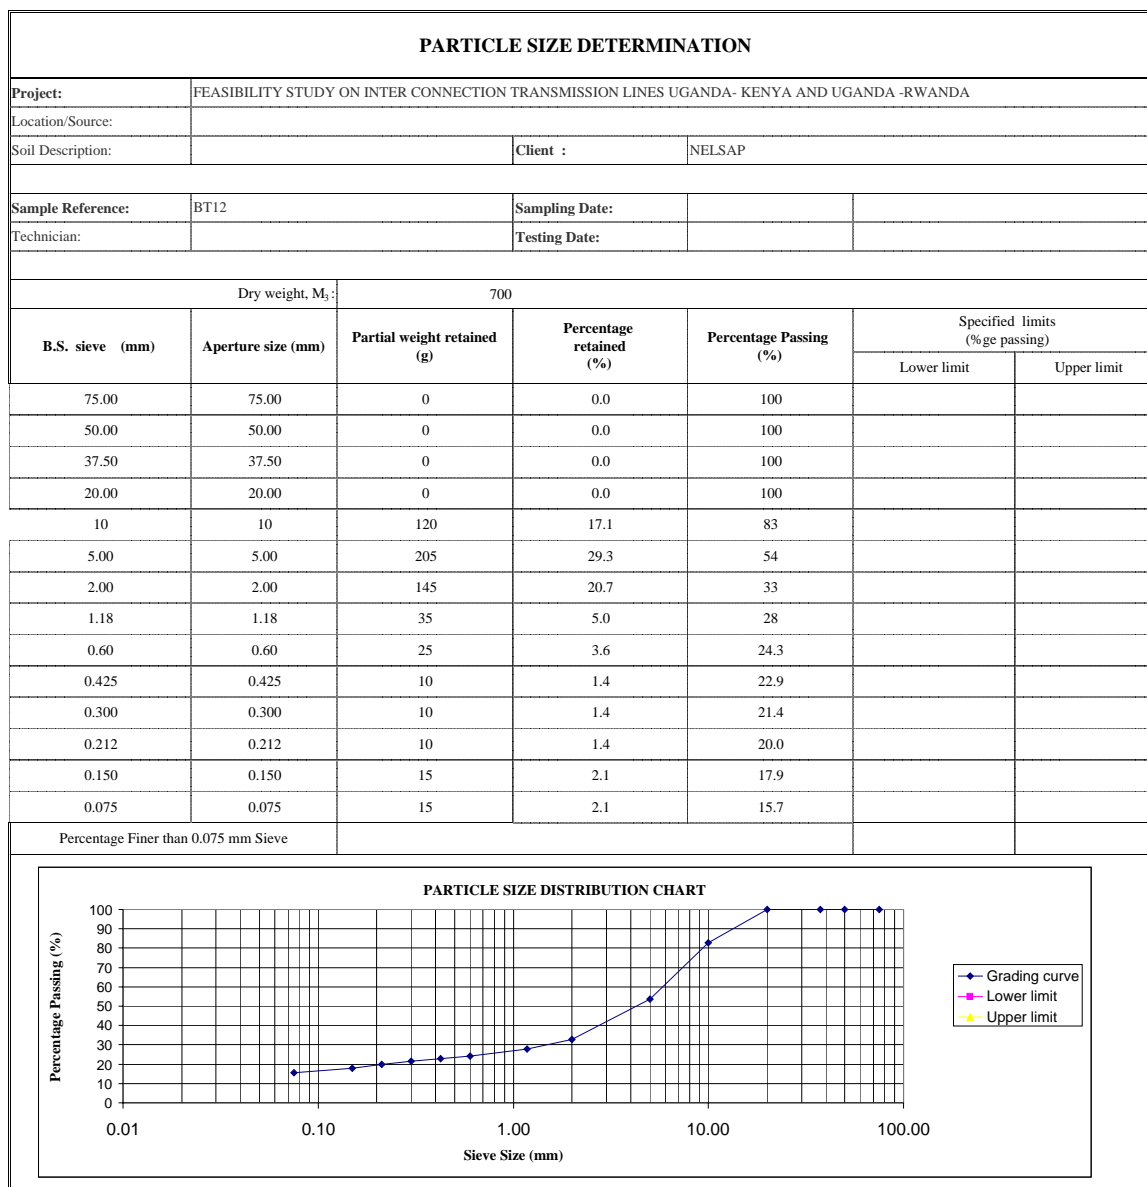 PARTICLE SIZE DETERMINATION
Project: FEASIBILITY STUDY ON INTER CONNECTION TRANSMISSION LINES UGANDA- KENYA AND UGANDA -RWANDA
Location/Source:
Soil Description: Client : NELSAP
Sample Reference: BT12 Sampling Date:
Technician: Testing Date:
Dry weight, M3 : 700
B.S. sieve (mm) Aperture size (mm) Partial weight retained (g) Percentage retained (%) Percentage Passing (%) Specified limits (%ge passing)
Lower limit Upper limit
75.00 75.00 0 0.0 100
50.00 50.00 0 0.0 100
37.50 37.50 0 0.0 100
20.00 20.00 0 0.0 100
10 10 120 17.1 83
5.00 5.00 205 29.3 54
2.00 2.00 145 20.7 33
1.18 1.18 35 5.0 28
0.60 0.60 25 3.6 24.3
0.425 0.425 10 1.4 22.9
0.300 0.300 10 1.4 21.4
0.212 0.212 10 1.4 20.0
0.150 0.150 15 2.1 17.9
0.075 0.075 15 2.1 15.7
Percentage Finer than 0.075 mm Sieve
PARTICLE SIZE DISTRIBUTION CHART
Percentage Passing (%)
100
90
80
70
60
50
40
30
20
10
0
0.01 0.10 1.00 10.00 100.00
Sieve Size (mm)
Grading curve
Lower limit
Upper limit